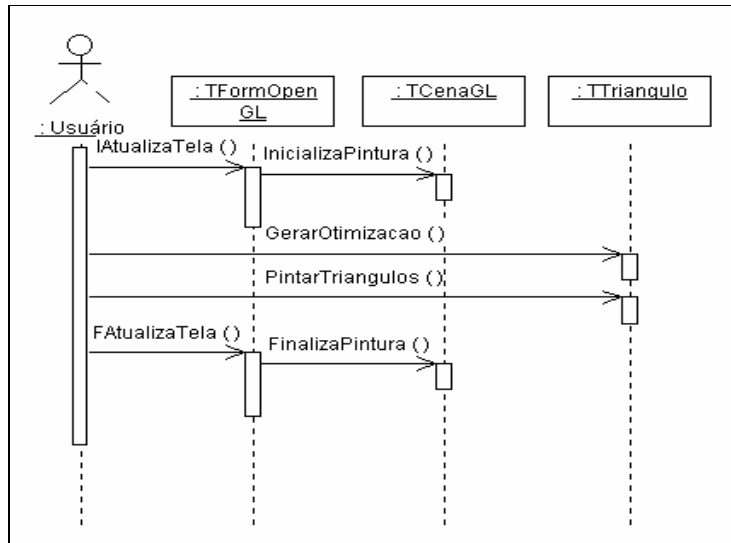 : TFormOpen
GL
: TCenaGL
: TTriangulo
: Usuário
IAtualizaTela ()
InicializaPintura ()
GerarOtimizacao ()
PintarTriangulos ()
FAtualizaTela ()
FinalizaPintura ()